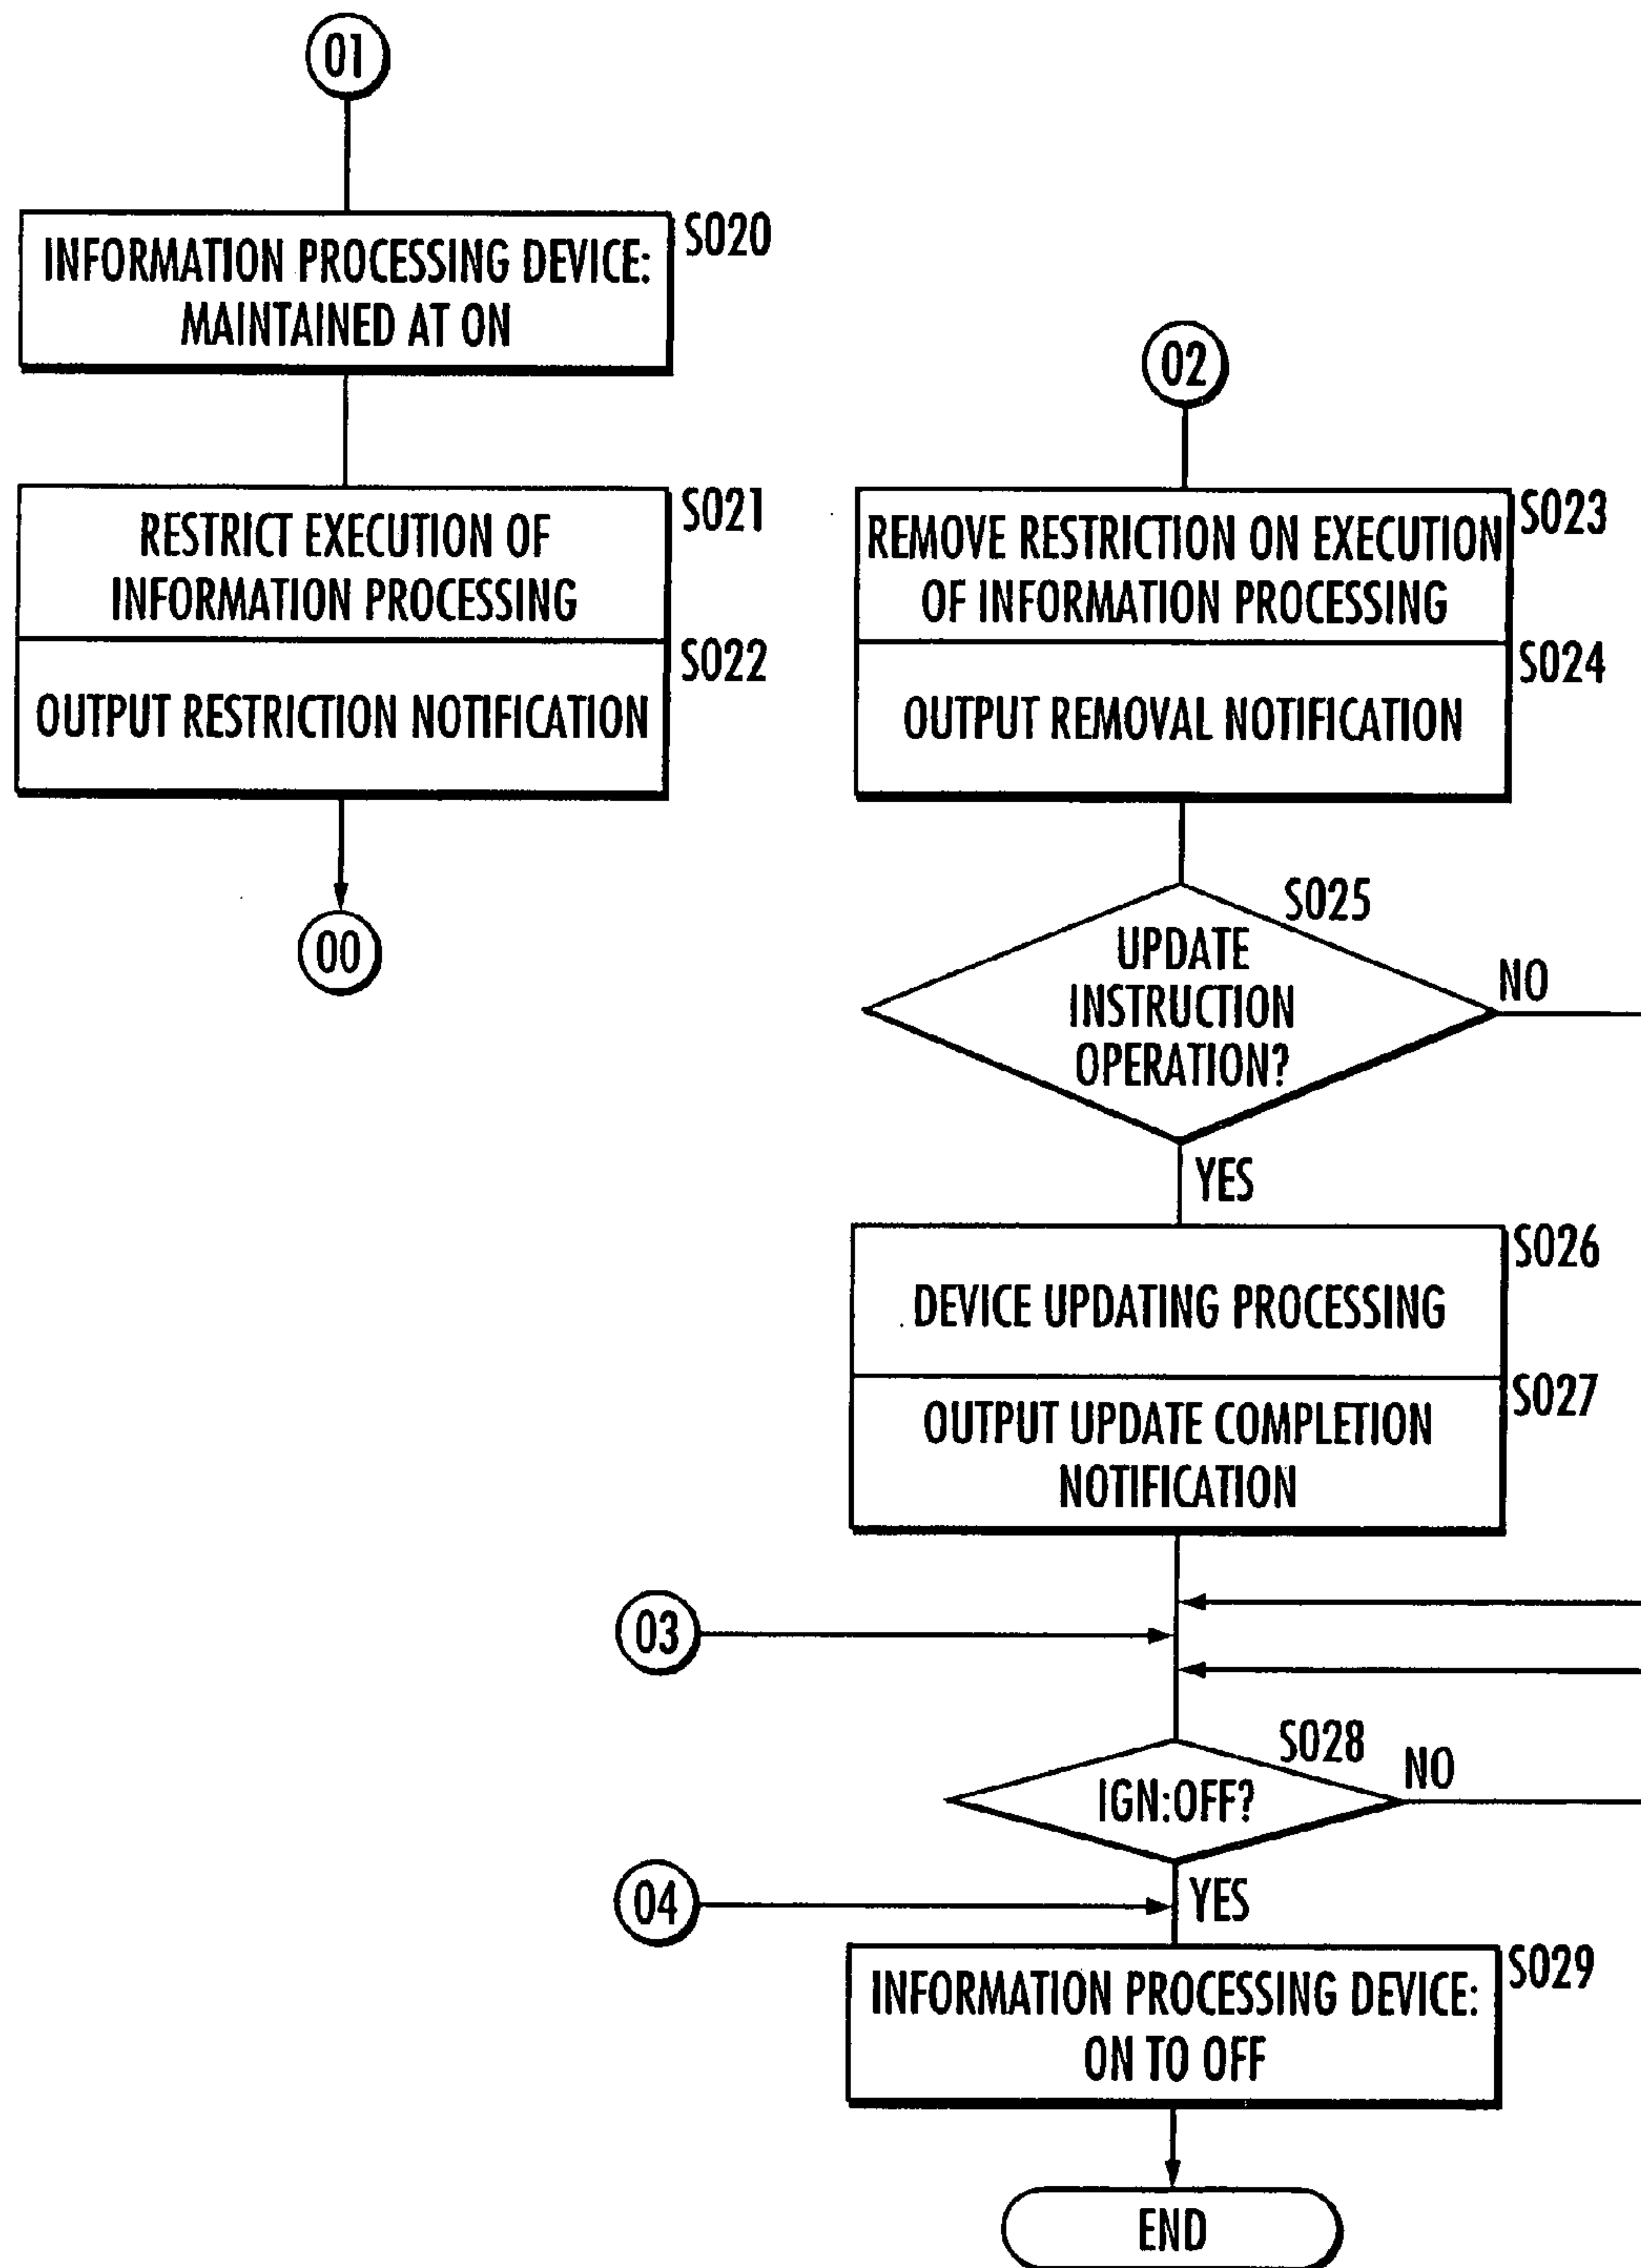 01
INFORMATION PROCESSING DEVICE:
MAINTAINED AT ON
S020
RESTRICT EXECUTION OF
INFORMATION PROCESSING
S021
OUTPUT RESTRICTION NOTIFICATION
S022
00
02
REMOVE RESTRICTION ON EXECUTION
OF INFORMATION PROCESSING
S023
OUTPUT REMOVAL NOTIFICATION
S024
S025
UPDATE
INSTRUCTION
OPERATION?
NO
YES
DEVICE UPDATING PROCESSING
S026
OUTPUT UPDATE COMPLETION
NOTIFICATION
S027
03
S028
IGN:OFF?
NO
YES
04
INFORMATION PROCESSING DEVICE:
ON TO OFF
S029
END